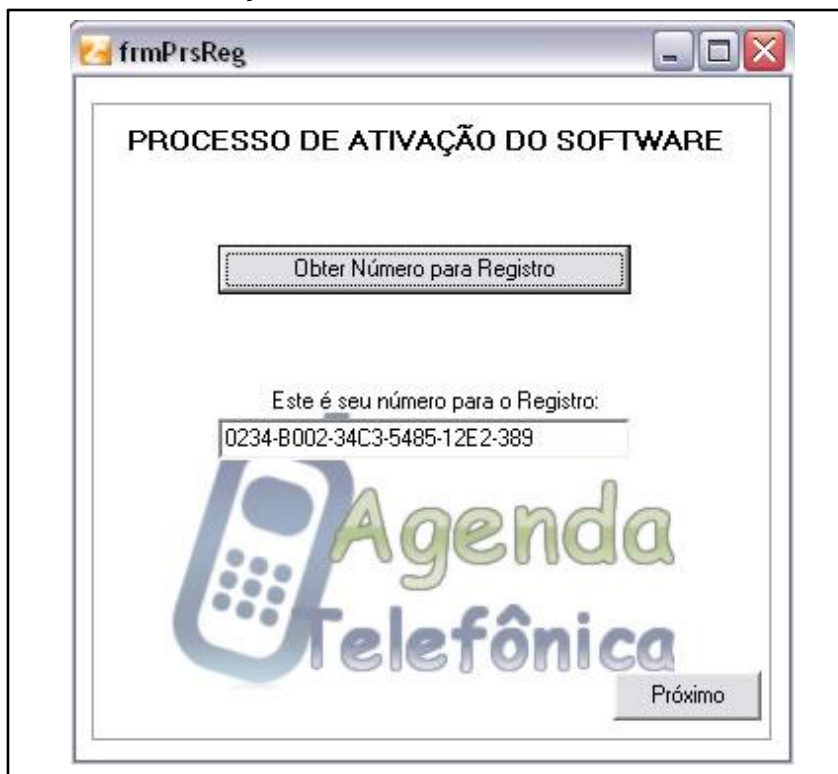 frmPrsReg
PROCESSO DE ATIVAÇÃO DO SOFTWARE
Obter Número para Registro
Este é seu número para o Registro:
0234-B002-34C3-5485-12E2-389
Agenda
Telefônica
Próximo